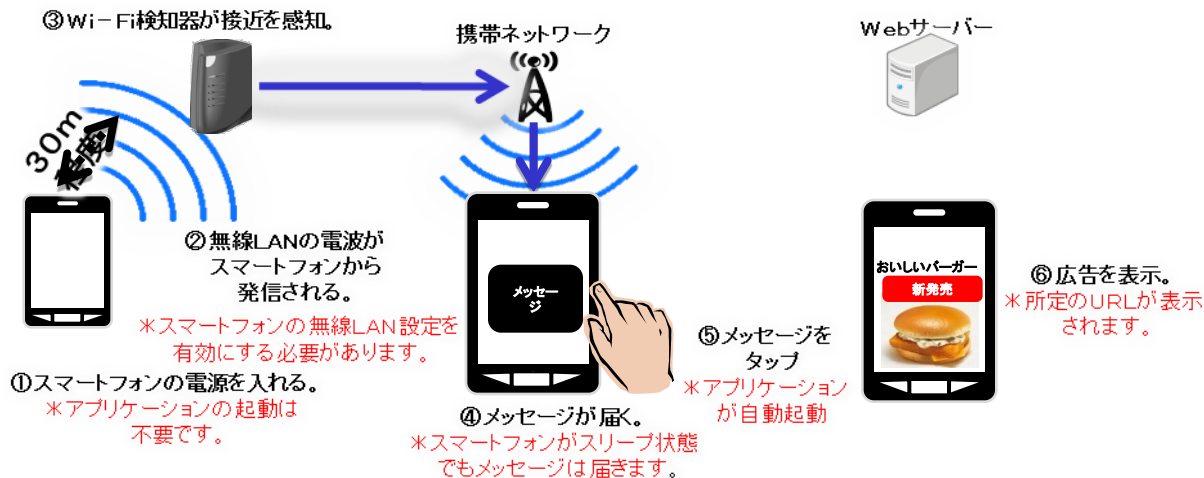 ③Wi－Fi検知器が接近を感知。
携帯ネットワーク
Webサーバー
30m
程度
②無線LANの電波が
スマートフォンから
発信される。
＊スマートフォンの無線LAN設定を
有効にする必要があります。
①スマートフォンの電源を入れる。
＊アプリケーションの起動は
不要です。
メッセー
ジ
④メッセージが届く。
＊スマートフォンがスリープ状態
でもメッセージは届きます。
⑤メッセージを
タップ
＊アプリケーション
が自動起動
おいしいバーガー
新発売
⑥広告を表示。
＊所定のURLが表示
されます。